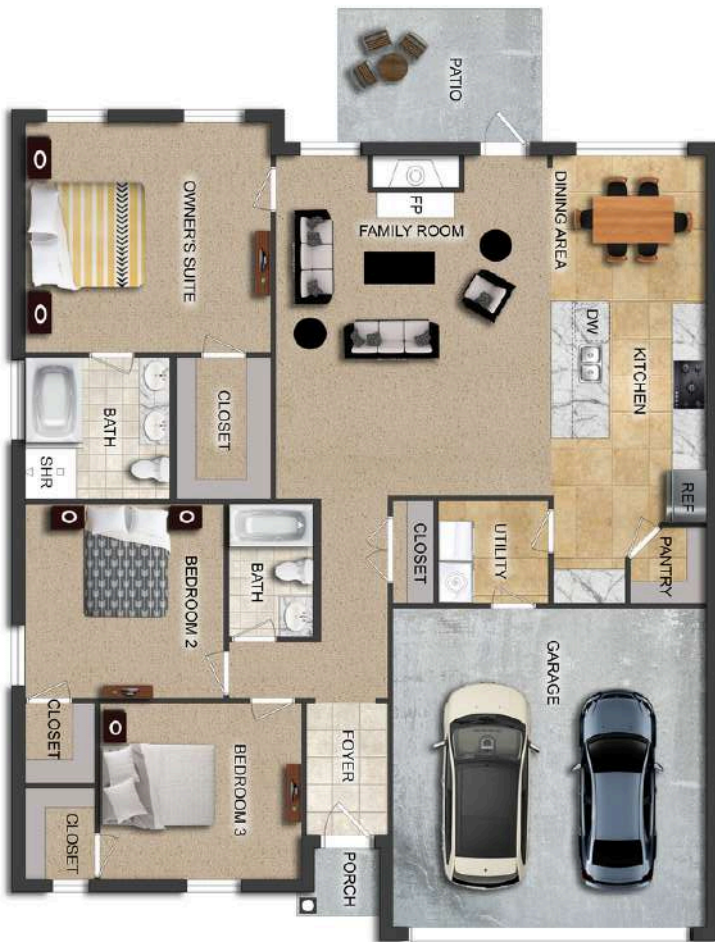 PATIO
OWNER'S SUITE
FP
FAMILY ROOM
DINING AREA
DW
KITCHEN
REF
PANTRY
BATH
SHR
CLOSET
CLOSET
UTILITY
BEDROOM 2
BATH
GARAGE
CLOSET
BEDROOM 3
FOYER
CLOSET
PORCH